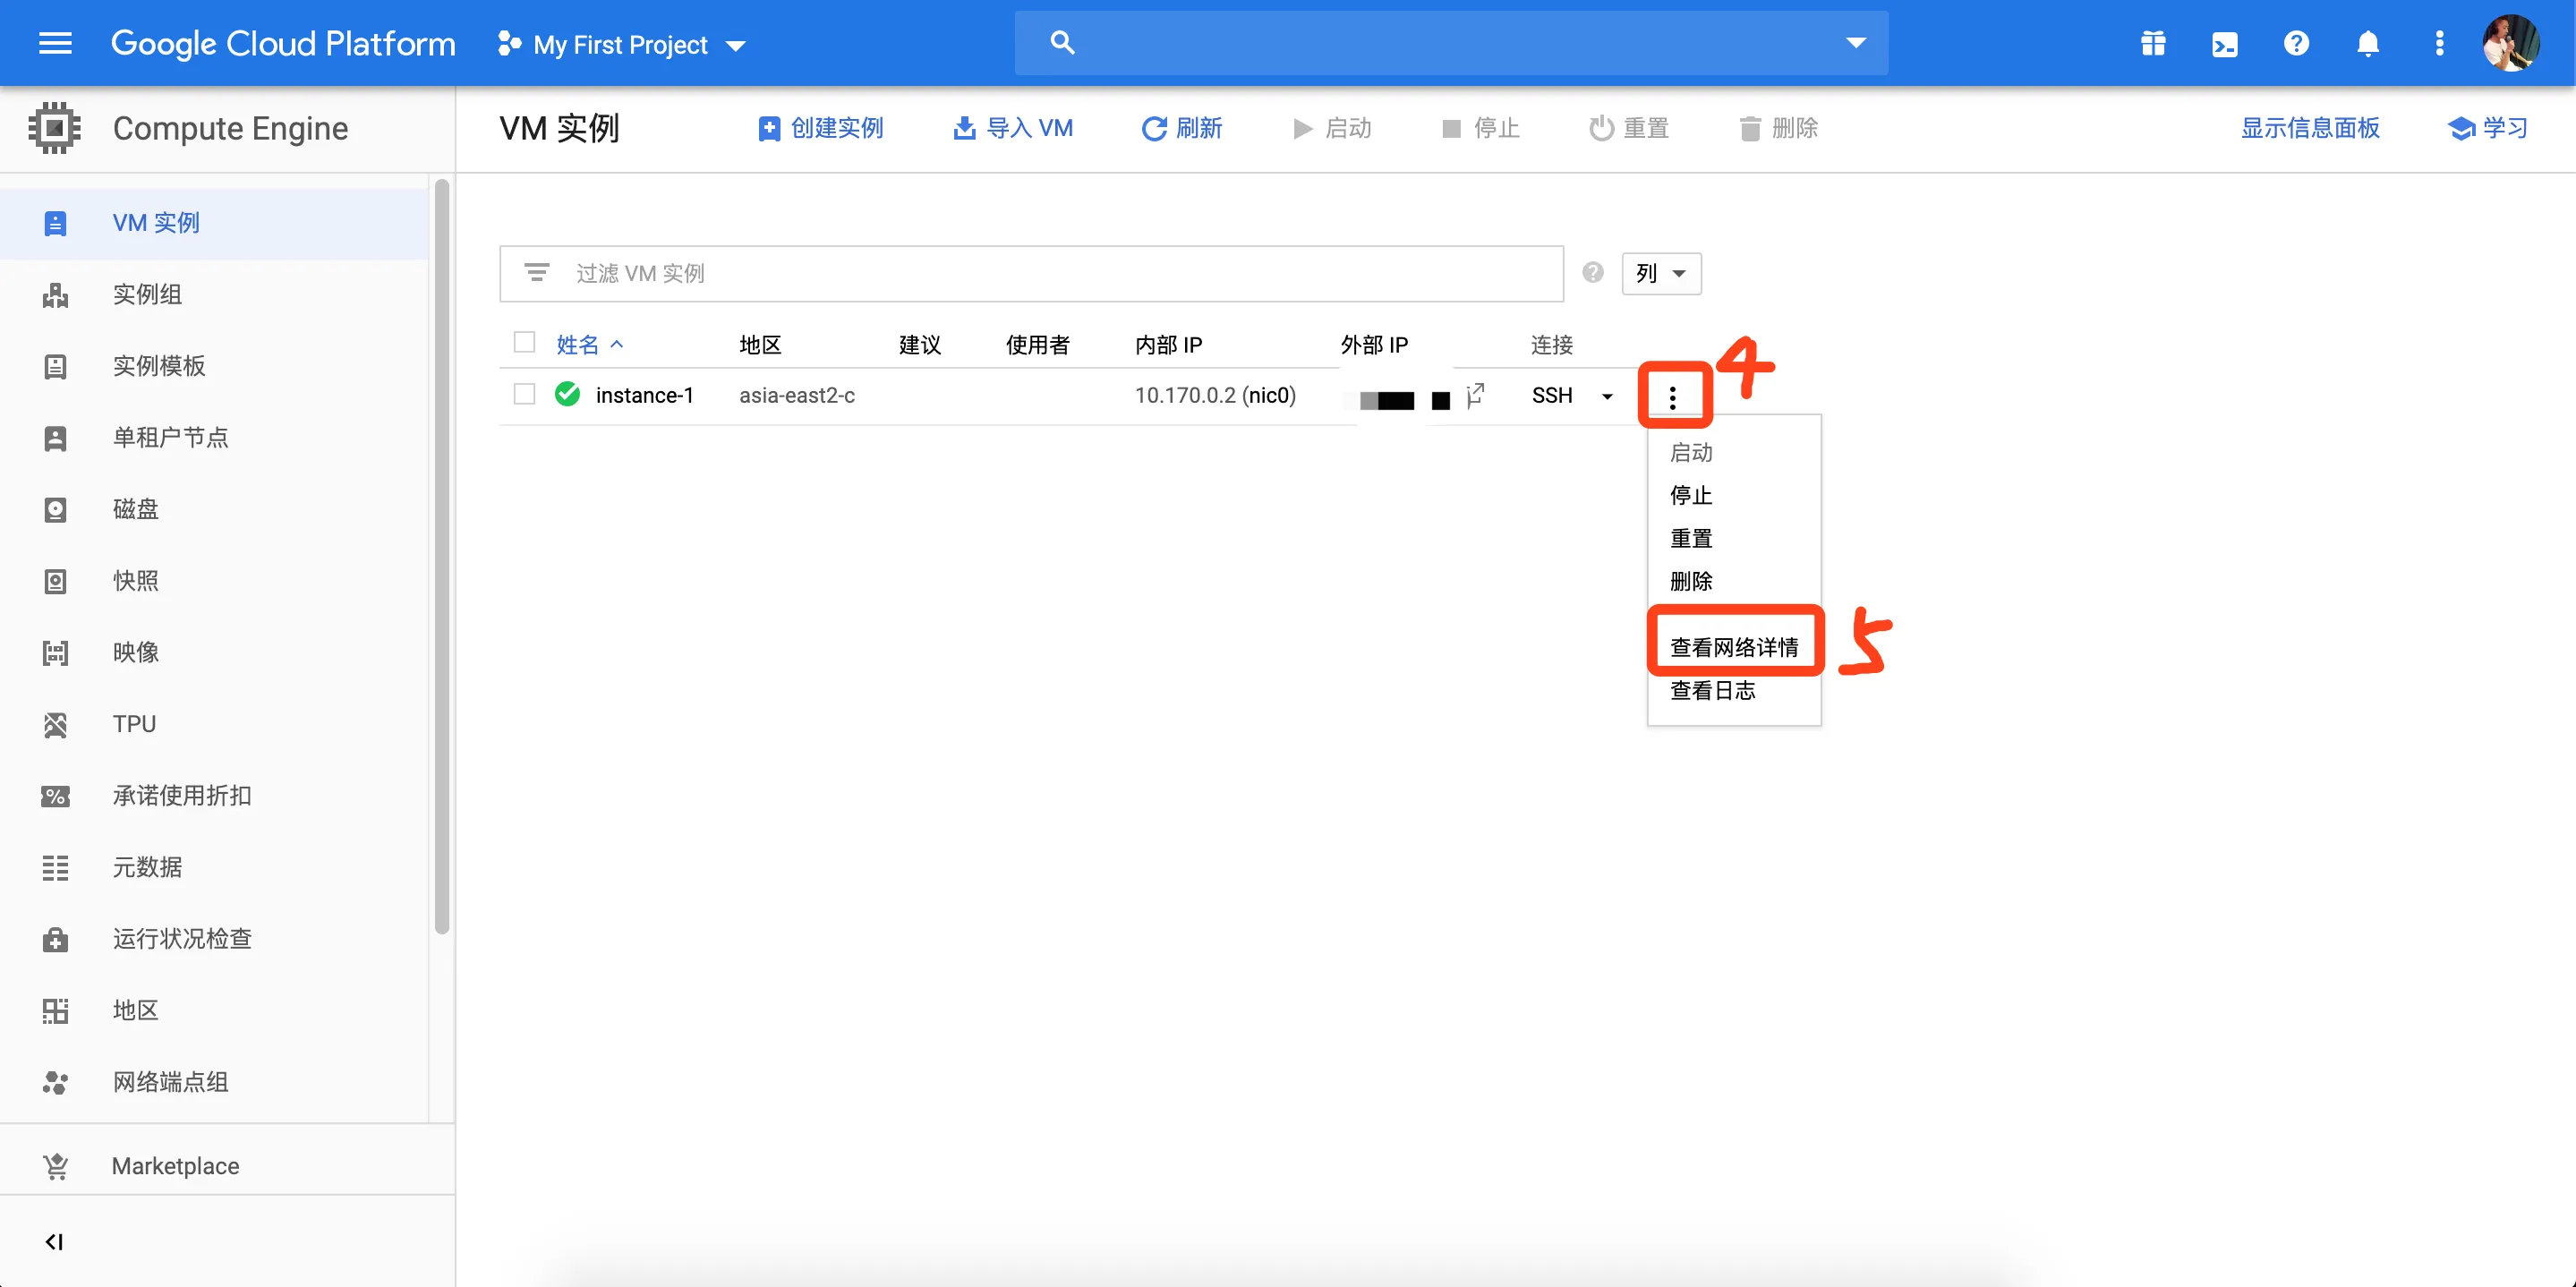 Google Cloud Platform My First Project
Compute Engine
VM 实例 创建实例 导入 VM 刷新 启动 停止 重置 删除 显示信息面板 学习
VM 实例
实例组
实例模板
单租户节点
磁盘
快照
映像
TPU
承诺使用折扣
元数据
运行状况检查
地区
网络端点组
Marketplace
过滤 VM 实例 列
姓名 地区 建议 使用者 内部 IP 外部 IP 连接
instance-1 asia-east2-c 10.170.0.2 (nic0) SSH
4
启动
停止
重置
删除
查看网络详情
5
查看日志